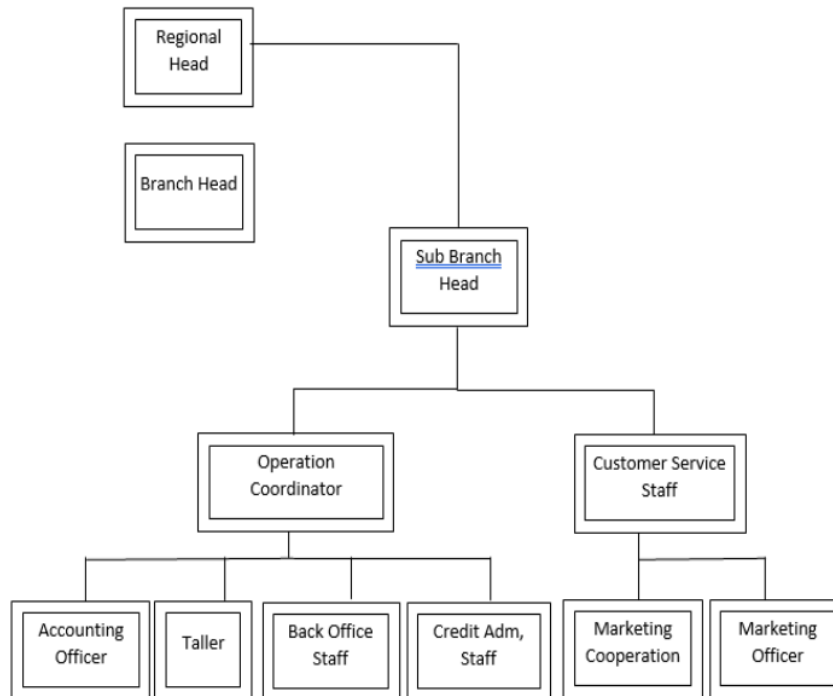 Regional
Head
Branch Head
Sub Branch
Head
Operation
Coordinator
Customer Service
Staff
Accounting
Officer
Taller
Back Office
Staff
Credit Adm,
Staff
Marketing
Cooperation
Marketing
Officer